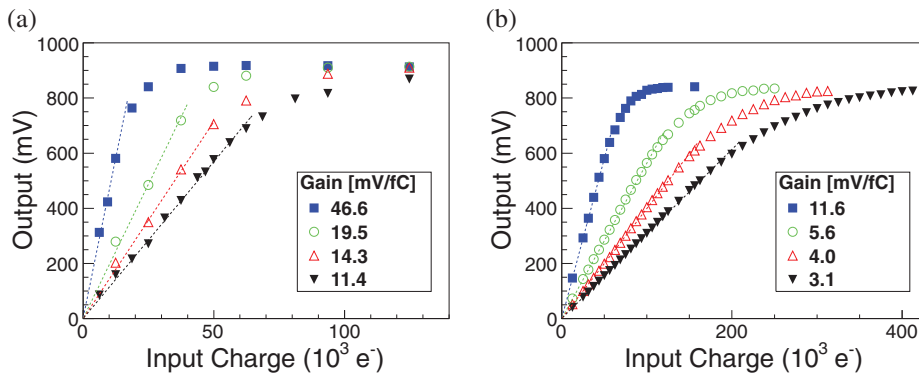 (a)
Output (mV)
1000
800
600
400
200
0
0 50 100
Input Charge (10³ e⁻)
Gain [mV/fC]
46.6
19.5
14.3
11.4
(b)
Output (mV)
1000
800
600
400
200
0
0 200 400
Input Charge (10³ e⁻)
Gain [mV/fC]
11.6
5.6
4.0
3.1